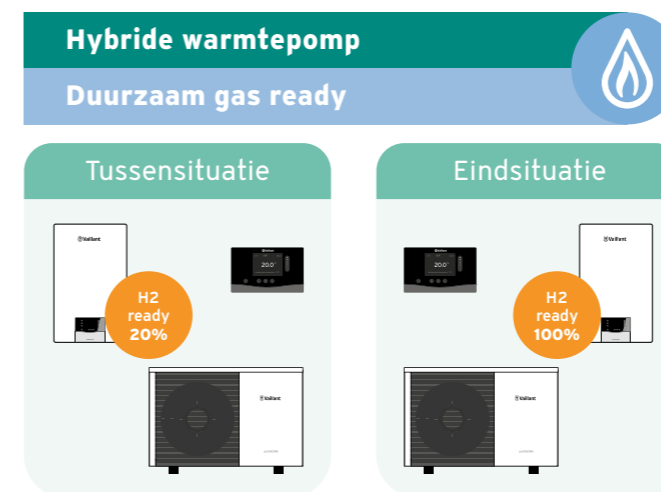 Hybride warmtepomp
Duurzaam gas ready
Tussensituatie
Eindsituatie
Vaillant
Vaillant
20.0°
H2
ready
20%
Vaillant
Vaillant
20.0°
Vaillant
H2
ready
100%
Vaillant